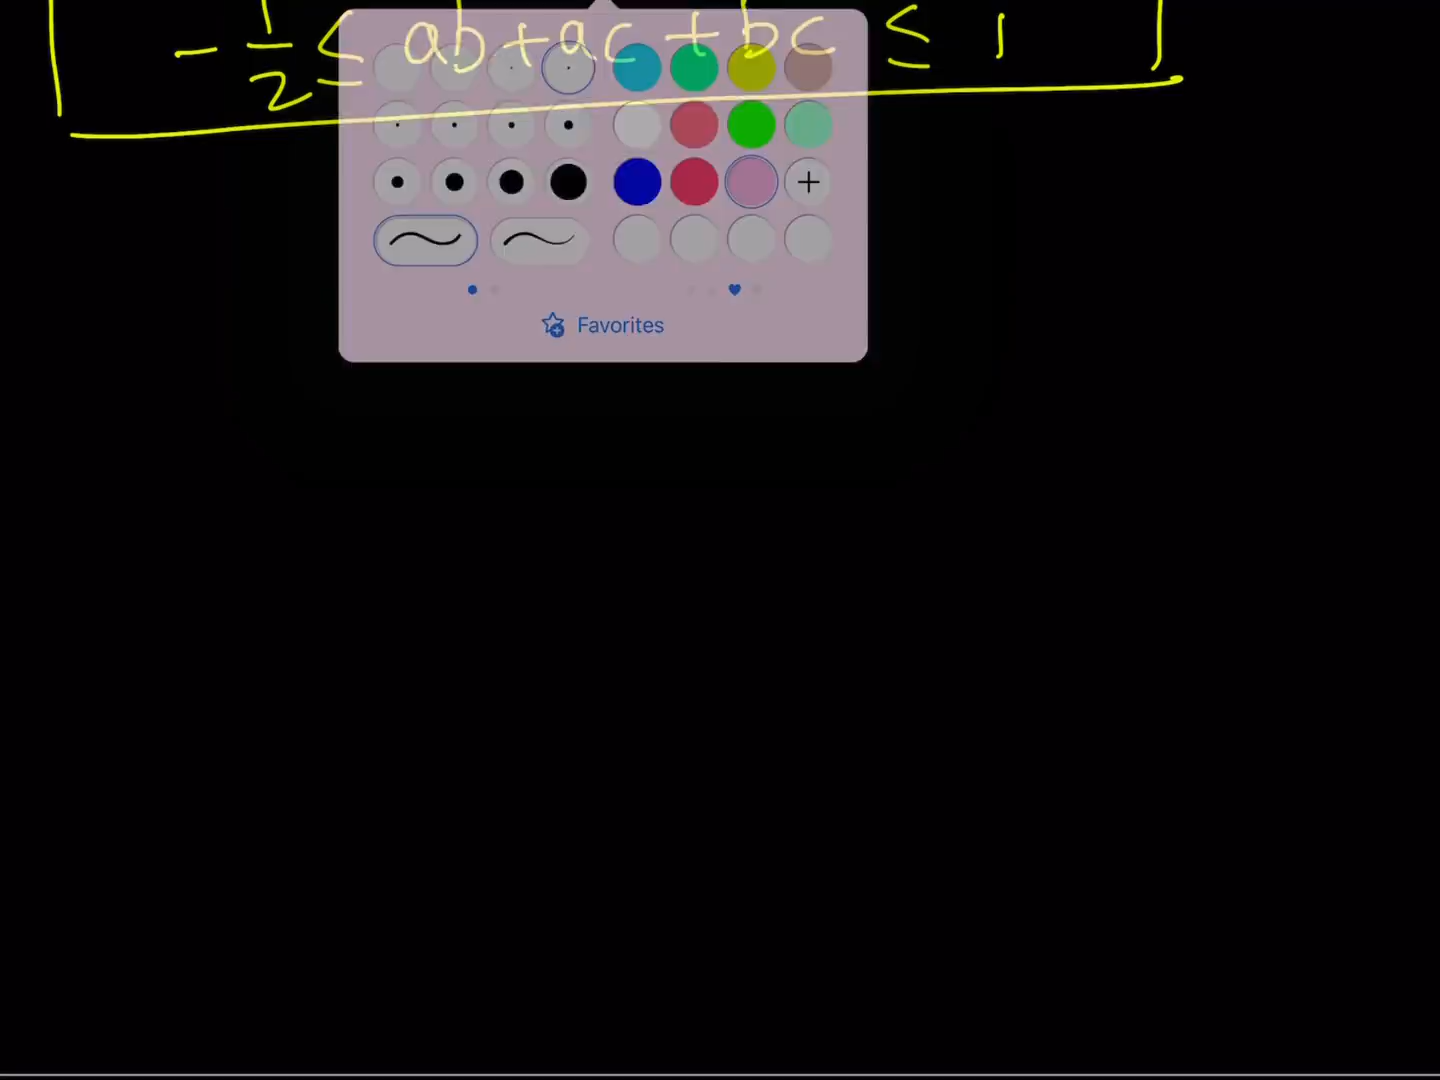 -1/2 ≤ ab + ac + bc ≤ 1
Favorites